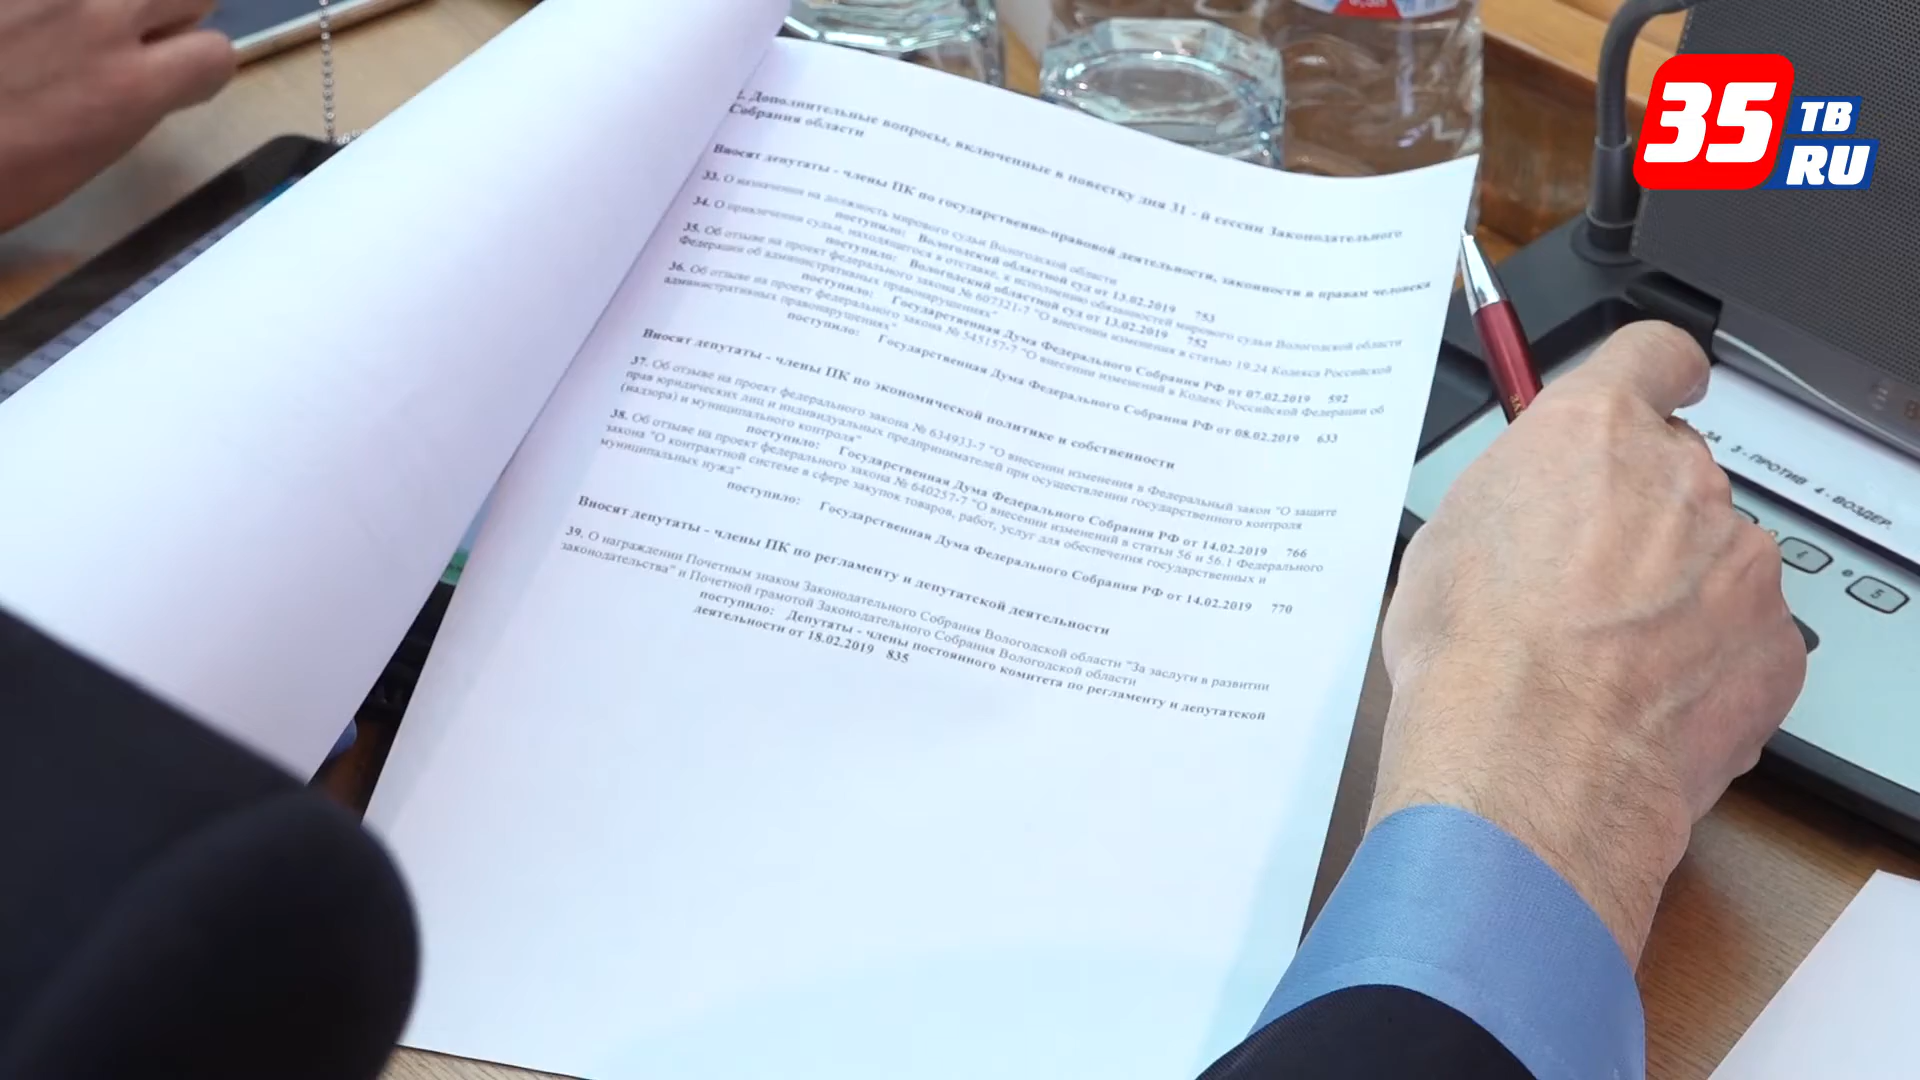 . Дополнительные вопросы, включенные в повестку дня 31 - й сессии Законодательного
Собрания области
Вносят депутаты - члены ПК по государственно-правовой деятельности, законности и правам человека
33. О назначении на должность мирового судьи Вологодской области
поступило: Вологодский областной суд от 13.02.2019 753
34. О привлечении судьи, находящегося в отставке, к исполнению обязанностей мирового судьи Вологодской области
поступило: Вологодский областной суд от 13.02.2019 752
35. Об отзыве на проект федерального закона № 607321-7 "О внесении изменения в статью 19.24 Кодекса Российской
Федерации об административных правонарушениях"
поступило: Государственная Дума Федерального Собрания РФ от 07.02.2019 592
36. Об отзыве на проект федерального закона № 545157-7 "О внесении изменений в Кодекс Российской Федерации об
административных правонарушениях"
поступило: Государственная Дума Федерального Собрания РФ от 08.02.2019 633
Вносят депутаты - члены ПК по экономической политике и собственности
37. Об отзыве на проект федерального закона № 634933-7 "О внесении изменения в Федеральный закон "О защите
прав юридических лиц и индивидуальных предпринимателей при осуществлении государственного контроля
(надзора) и муниципального контроля"
поступило: Государственная Дума Федерального Собрания РФ от 14.02.2019 766
38. Об отзыве на проект федерального закона № 640257-7 "О внесении изменений в статьи 56 и 56.1 Федерального
закона "О контрактной системе в сфере закупок товаров, работ, услуг для обеспечения государственных и
муниципальных нужд"
поступило: Государственная Дума Федерального Собрания РФ от 14.02.2019 770
Вносят депутаты - члены ПК по регламенту и депутатской деятельности
39. О награждении Почетным знаком Законодательного Собрания Вологодской области "За заслуги в развитии
законодательства" и Почетной грамотой Законодательного Собрания Вологодской области
поступило: Депутаты - члены постоянного комитета по регламенту и депутатской
деятельности от 18.02.2019 835
35 ТВ
RU
ЗА 3 - ПРОТИВ 4 - ВОЗДЕР.
4
5